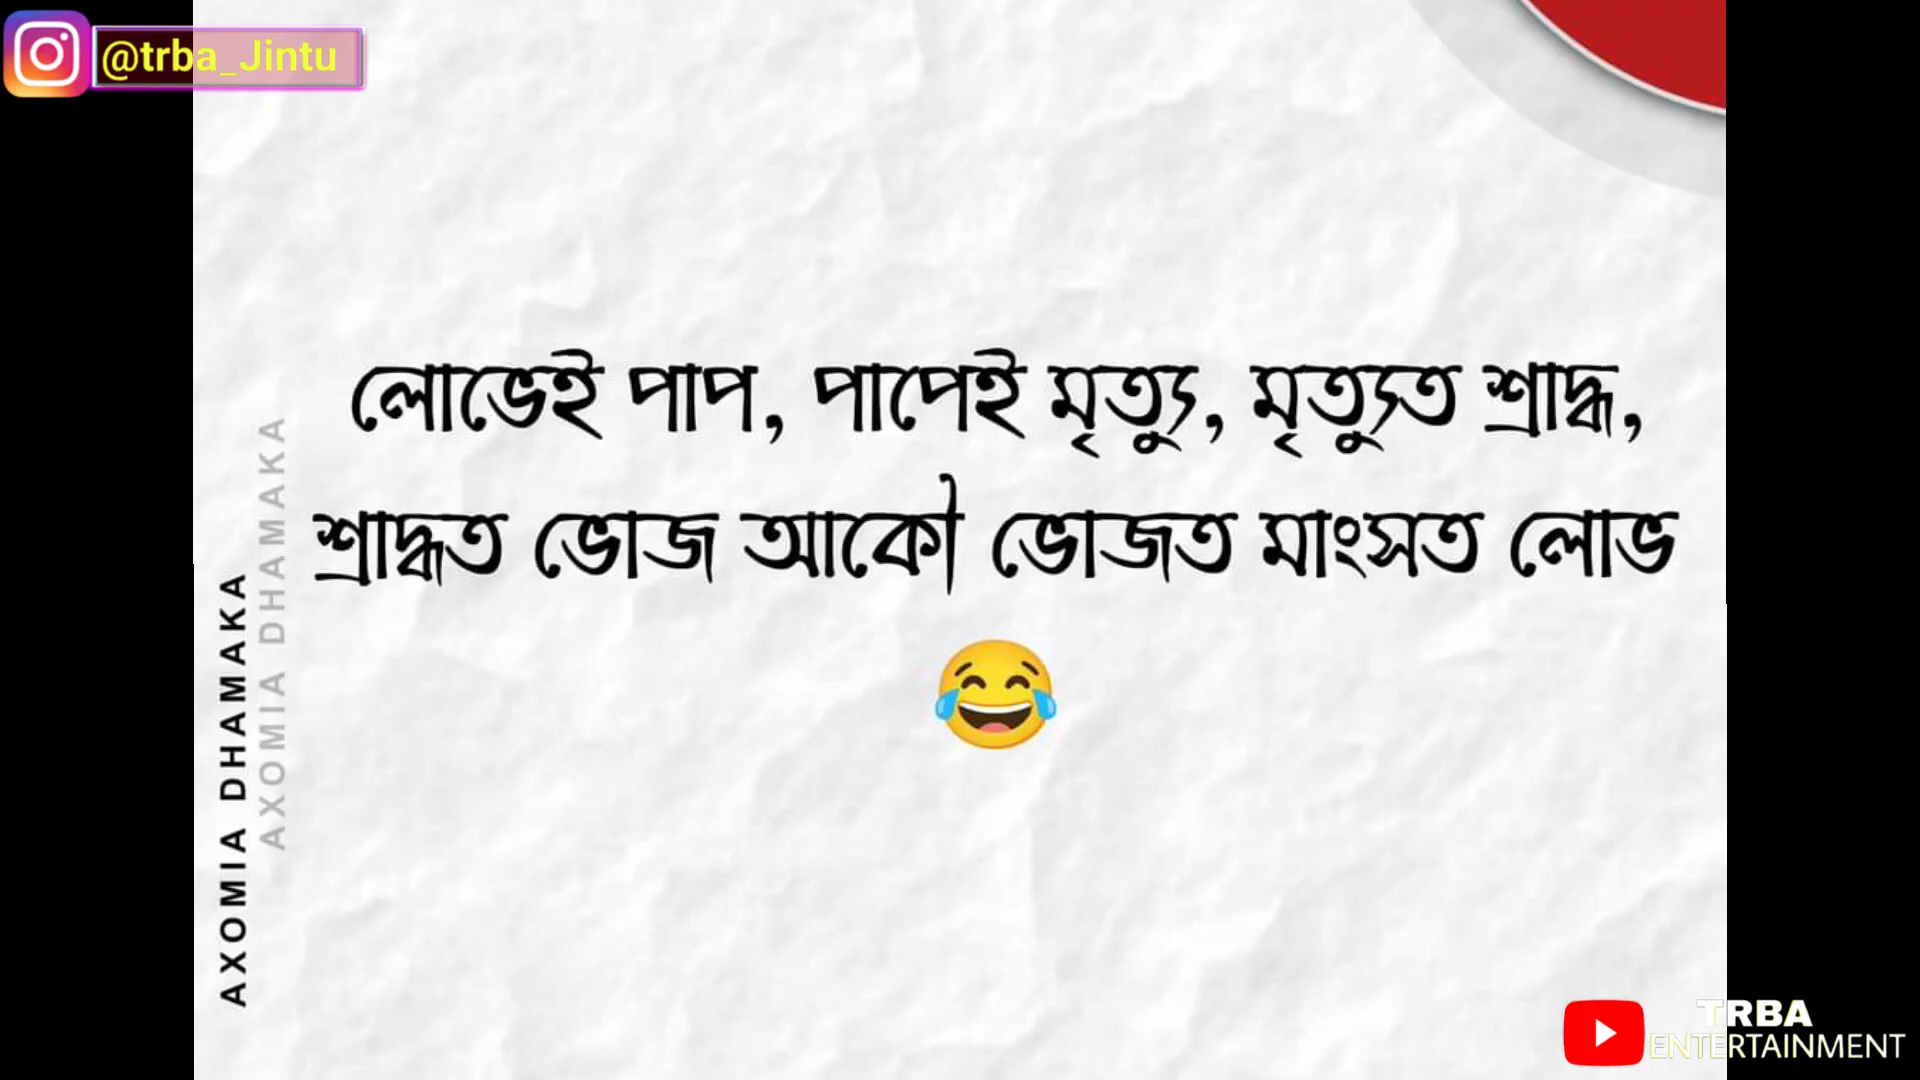 @trba_Jintu
লোভেই পাপ, পাপেই মৃত্যু, মৃত্যুত শ্রাদ্ধ,
শ্রাদ্ধত ভোজ আকৌ ভোজত মাংসত লোভ
😂
AXOMIA DHAMAKA
AXOMIA DHAMAKA
TRBA
ENTERTAINMENT